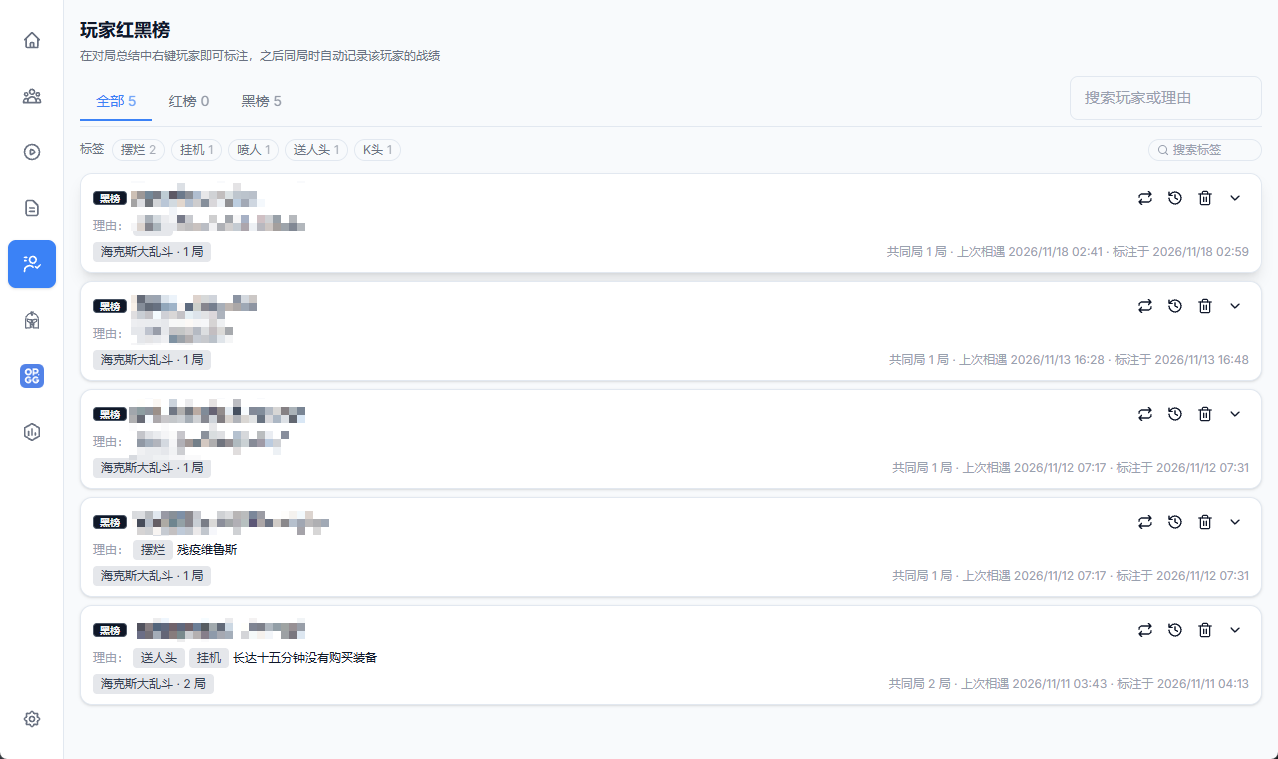 玩家红黑榜
在对局总结中右键玩家即可标注，之后同局时自动记录该玩家的战绩
全部 5 红榜 0 黑榜 5 搜索玩家或理由
标签 摆烂 2 挂机 1 喷人 1 送人头 1 K头 1 搜索标签
黑榜
理由：
海克斯大乱斗 · 1 局 共同局 1 局 · 上次相遇 2026/11/18 02:41 · 标注于 2026/11/18 02:59
黑榜
理由：
海克斯大乱斗 · 1 局 共同局 1 局 · 上次相遇 2026/11/13 16:28 · 标注于 2026/11/13 16:48
黑榜
理由：
海克斯大乱斗 · 1 局 共同局 1 局 · 上次相遇 2026/11/12 07:17 · 标注于 2026/11/12 07:31
黑榜
理由： 摆烂 残疫维鲁斯
海克斯大乱斗 · 1 局 共同局 1 局 · 上次相遇 2026/11/12 07:17 · 标注于 2026/11/12 07:31
黑榜
理由： 送人头 挂机 长达十五分钟没有购买装备
海克斯大乱斗 · 2 局 共同局 2 局 · 上次相遇 2026/11/11 03:43 · 标注于 2026/11/11 04:13
OP
GG